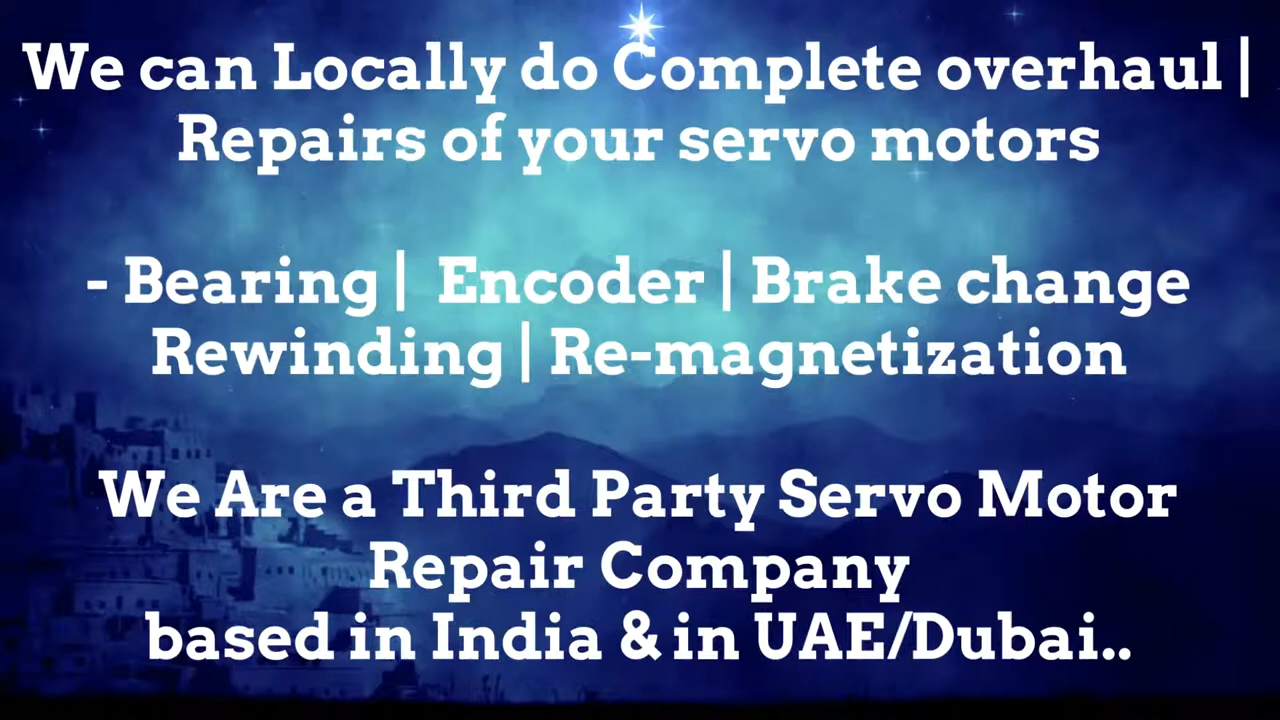 We can Locally do Complete overhaul |
Repairs of your servo motors
- Bearing | Encoder | Brake change
Rewinding | Re-magnetization
We Are a Third Party Servo Motor
Repair Company
based in India & in UAE/Dubai..